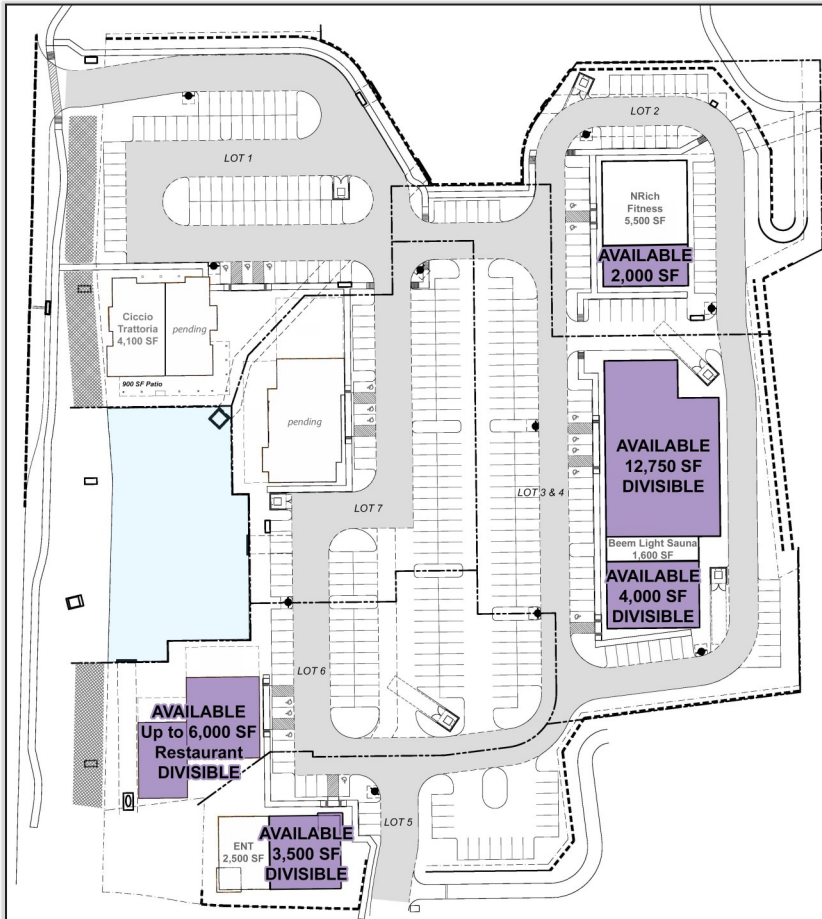 LOT 2
LOT 1
NRich
Fitness
5,500 SF
AVAILABLE
2,000 SF
Ciccio
Trattoria
4,100 SF
pending
900 SF Patio
pending
AVAILABLE
12,750 SF
DIVISIBLE
LOT 3 & 4
LOT 7
Beem Light Sauna
1,600 SF
AVAILABLE
4,000 SF
DIVISIBLE
LOT 6
AVAILABLE
Up to 6,000 SF
Restaurant
DIVISIBLE
LOT 5
ENT
2,500 SF
AVAILABLE
3,500 SF
DIVISIBLE